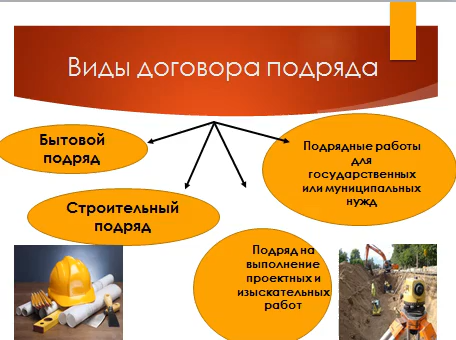 Виды договора подряда
Бытовой
подряд
Подрядные работы
для
государственных
или муниципальных
нужд
Строительный
подряд
Подряд на
выполнение
проектных и
изыскательных
работ